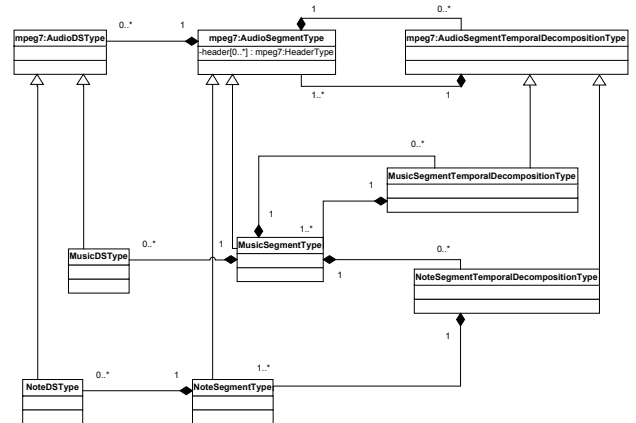 0..* 1 1 0..*
mpeg7:AudioDSType mpeg7:AudioSegmentType mpeg7:AudioSegmentTemporalDecompositionType
-header[0..*] : mpeg7:HeaderType
1..* 1
0..*
MusicSegmentTemporalDecompositionType
1
1
1..*
0..* 1 MusicSegmentType 0..*
MusicDSType
1
NoteSegmentTemporalDecompositionType
1
0..* 1 1..*
NoteDSType NoteSegmentType